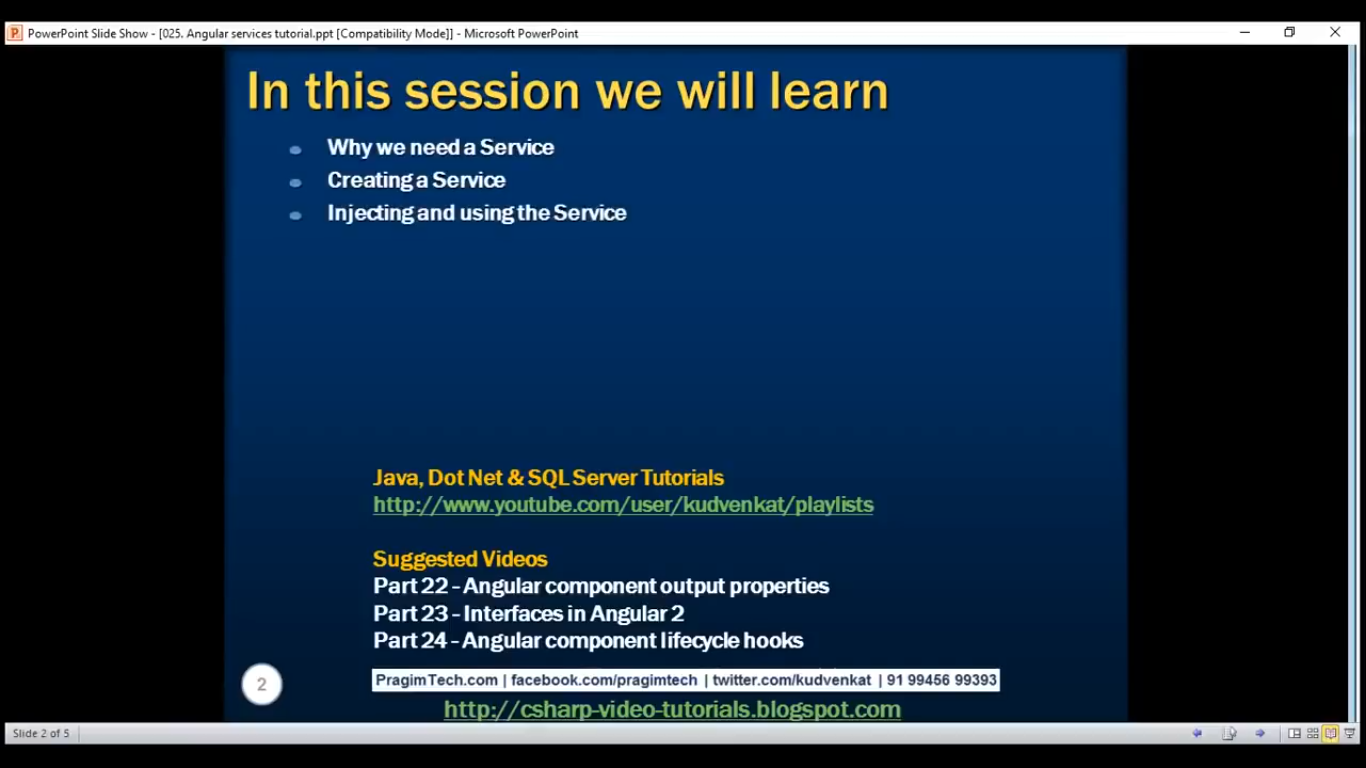 PowerPoint Slide Show - [025. Angular services tutorial.ppt [Compatibility Mode]] - Microsoft PowerPoint
In this session we will learn
Why we need a Service
Creating a Service
Injecting and using the Service
Java, Dot Net & SQL Server Tutorials
http://www.youtube.com/user/kudvenkat/playlists
Suggested Videos
Part 22 - Angular component output properties
Part 23 - Interfaces in Angular 2
Part 24 - Angular component lifecycle hooks
2
PragimTech.com | facebook.com/pragimtech | twitter.com/kudvenkat | 91 99456 99393
http://csharp-video-tutorials.blogspot.com
Slide 2 of 5